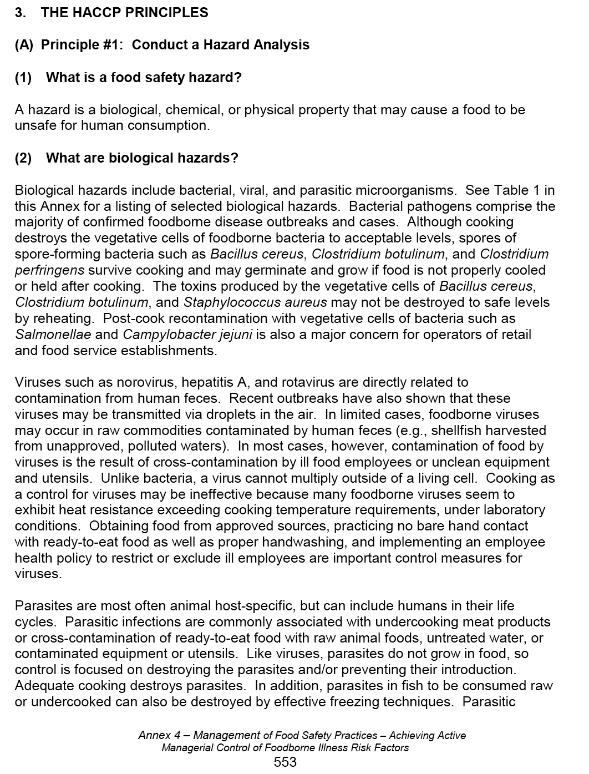 3. THE HACCP PRINCIPLES
(A) Principle #1: Conduct a Hazard Analysis
(1) What is a food safety hazard?
A hazard is a biological, chemical, or physical property that may cause a food to be
unsafe for human consumption.
(2) What are biological hazards?
Biological hazards include bacterial, viral, and parasitic microorganisms. See Table 1 in
this Annex for a listing of selected biological hazards. Bacterial pathogens comprise the
majority of confirmed foodborne disease outbreaks and cases. Although cooking
destroys the vegetative cells of foodborne bacteria to acceptable levels, spores of
spore-forming bacteria such as Bacillus cereus, Clostridium botulinum, and Clostridium
perfringens survive cooking and may germinate and grow if food is not properly cooled
or held after cooking. The toxins produced by the vegetative cells of Bacillus cereus,
Clostridium botulinum, and Staphylococcus aureus may not be destroyed to safe levels
by reheating. Post-cook recontamination with vegetative cells of bacteria such as
Salmonellae and Campylobacter jejuni is also a major concern for operators of retail
and food service establishments.
Viruses such as norovirus, hepatitis A, and rotavirus are directly related to
contamination from human feces. Recent outbreaks have also shown that these
viruses may be transmitted via droplets in the air. In limited cases, foodborne viruses
may occur in raw commodities contaminated by human feces (e.g., shellfish harvested
from unapproved, polluted waters). In most cases, however, contamination of food by
viruses is the result of cross-contamination by ill food employees or unclean equipment
and utensils. Unlike bacteria, a virus cannot multiply outside of a living cell. Cooking as
a control for viruses may be ineffective because many foodborne viruses seem to
exhibit heat resistance exceeding cooking temperature requirements, under laboratory
conditions. Obtaining food from approved sources, practicing no bare hand contact
with ready-to-eat food as well as proper handwashing, and implementing an employee
health policy to restrict or exclude ill employees are important control measures for
viruses.
Parasites are most often animal host-specific, but can include humans in their life
cycles. Parasitic infections are commonly associated with undercooking meat products
or cross-contamination of ready-to-eat food with raw animal foods, untreated water, or
contaminated equipment or utensils. Like viruses, parasites do not grow in food, so
control is focused on destroying the parasites and/or preventing their introduction.
Adequate cooking destroys parasites. In addition, parasites in fish to be consumed raw
or undercooked can also be destroyed by effective freezing techniques. Parasitic
Annex 4 – Management of Food Safety Practices – Achieving Active
Managerial Control of Foodborne Illness Risk Factors
553